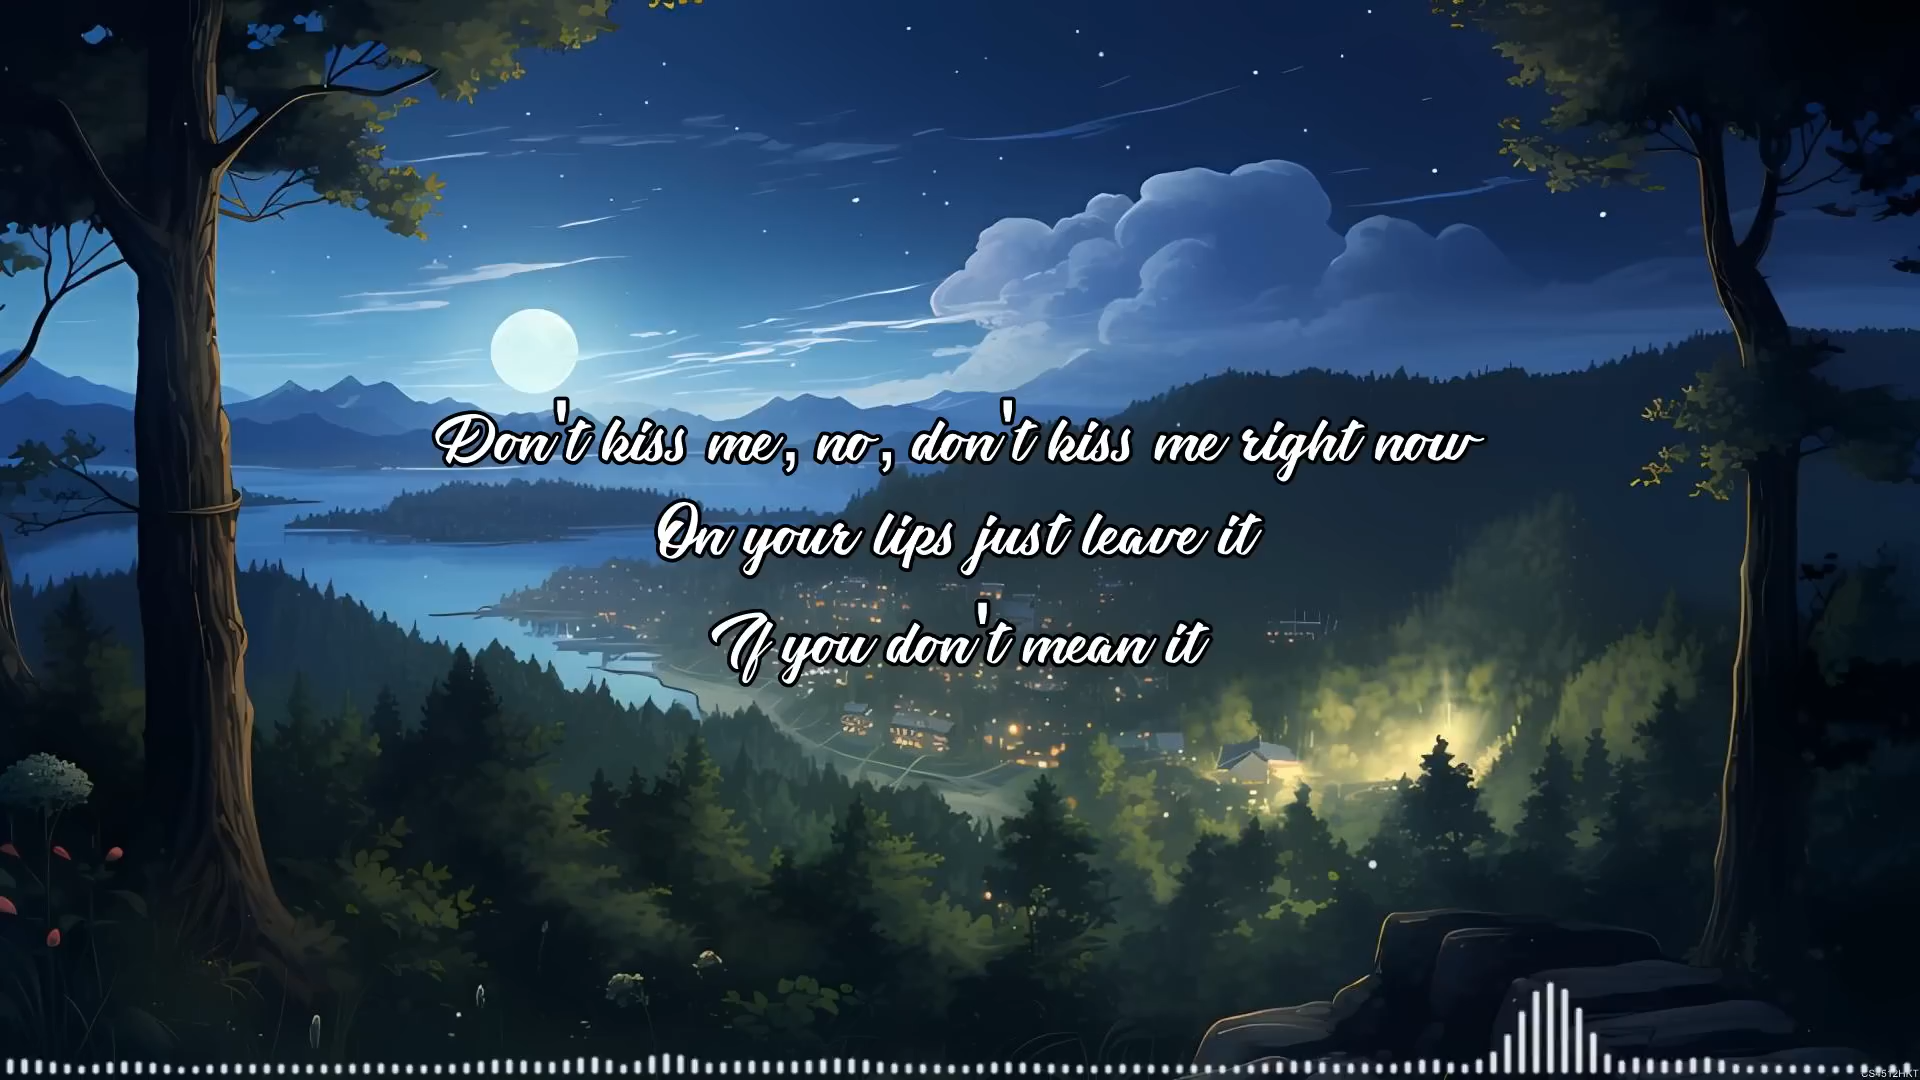 Don't kiss me, no, don't kiss me right now
On your lips just leave it
If you don't mean it
CS4512HKT